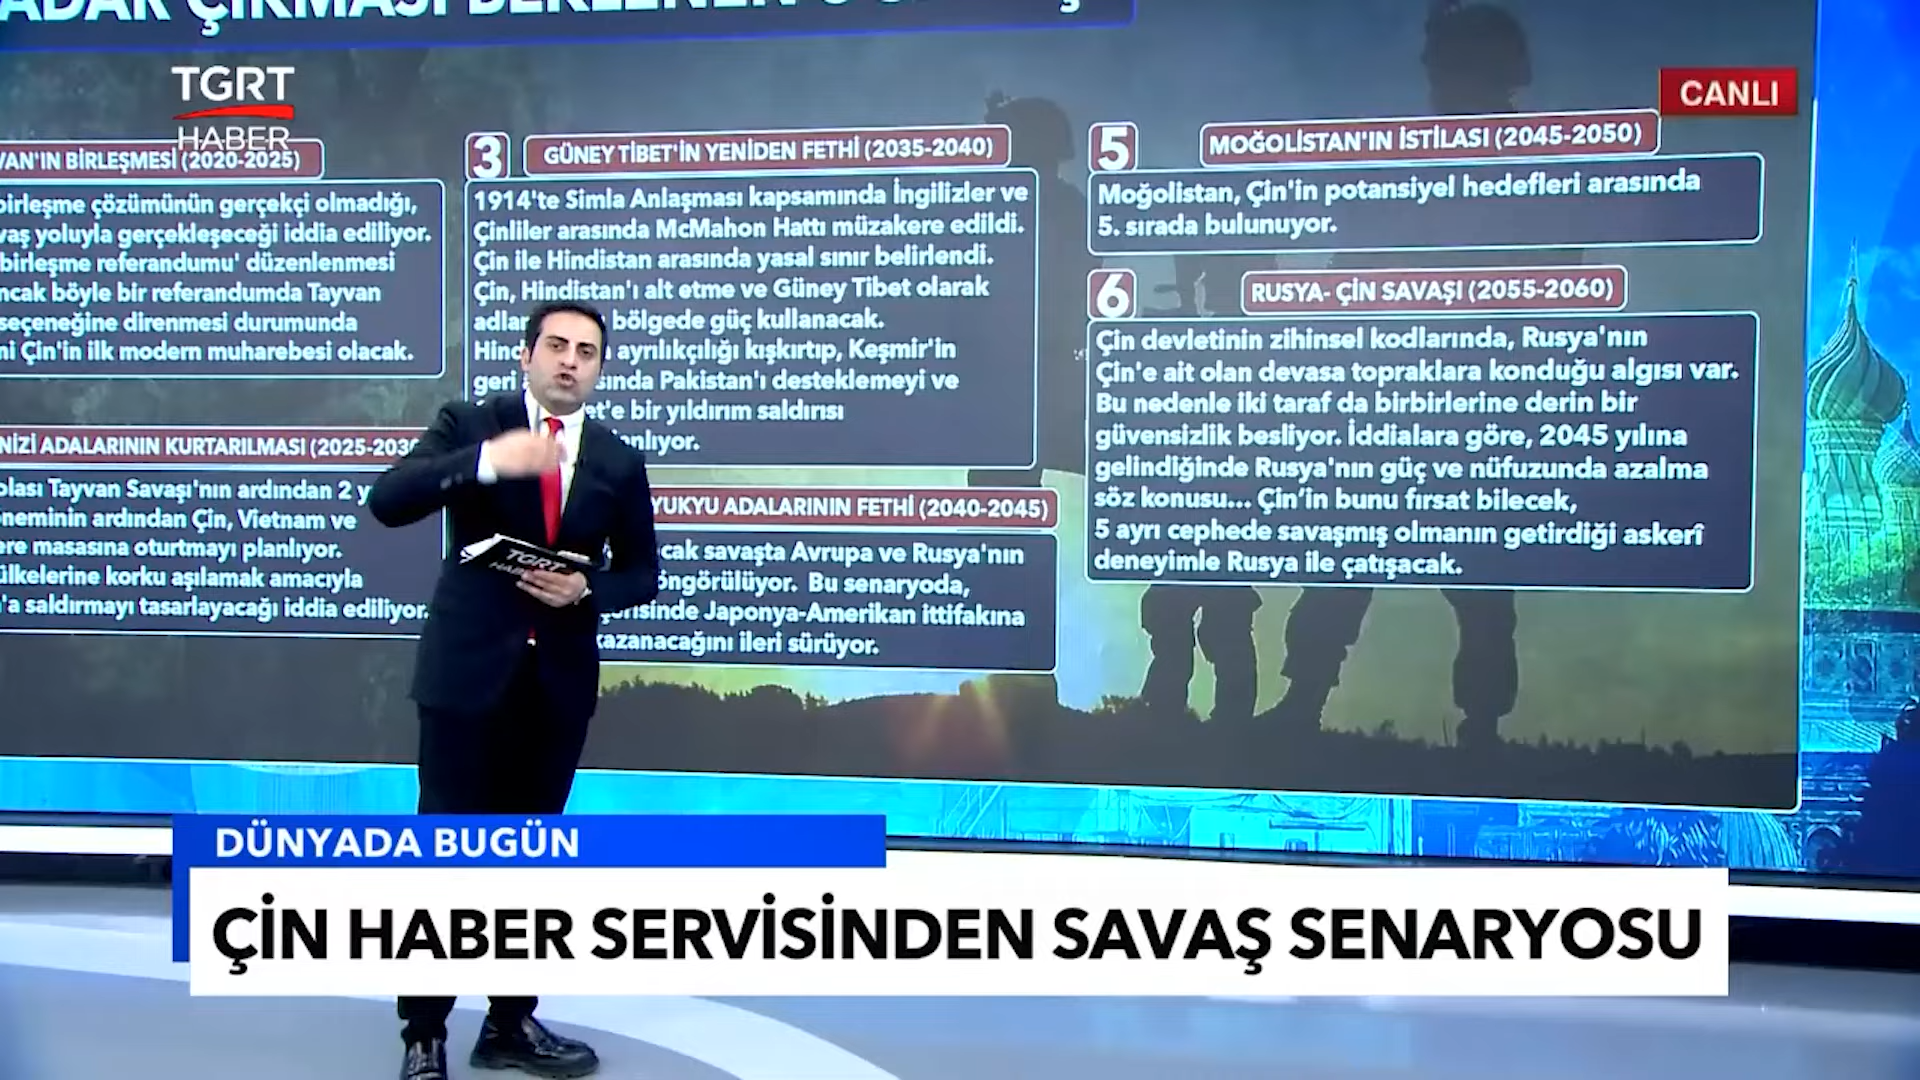 TGRT
HABER
CANLI
BİRLEŞMESİ (2020-2025)
birleşme çözümünün gerçekçi olmadığı,
yoluyla gerçekleşeceği iddia ediliyor.
birleşme referandumu' düzenlenmesi
böyle bir referandumda Tayvan
seçeneğine direnmesi durumunda
Çin'in ilk modern muharebesi olacak.
ADALARININ KURTARILMASI (2025-2030
Tayvan Savaşı'nın ardından 2
ardından Çin, Vietnam ve
masasına oturtmayı planlıyor.
ülkelerine korku aşılamak amacıyla
saldırmayı tasarlayacağı iddia ediliyor.
3
GÜNEY TİBET'İN YENİDEN FETHİ (2035-2040)
1914'te Simla Anlaşması kapsamında İngilizler ve
Çinliler arasında McMahon Hattı müzakere edildi.
Çin ile Hindistan arasında yasal sınır belirlendi.
Çin, Hindistan'ı alt etme ve Güney Tibet olarak
bölgede güç kullanacak.
ayrılıkçılığı kışkırtıp, Keşmir'in
geri Pakistan'ı desteklemeyi ve
bir yıldırım saldırısı
YUKYU ADALARININ FETHİ (2040-2045)
savaşta Avrupa ve Rusya'nın
öngörülüyor. Bu senaryoda,
Japonya-Amerikan ittifakına
kazanacağını ileri sürüyor.
5
MOĞOLİSTAN'IN İSTİLASI (2045-2050)
Moğolistan, Çin'in potansiyel hedefleri arasında
5. sırada bulunuyor.
6
RUSYA- ÇİN SAVAŞI (2055-2060)
Çin devletinin zihinsel kodlarında, Rusya'nın
Çin'e ait olan devasa topraklara konduğu algısı var.
Bu nedenle iki taraf da birbirlerine derin bir
güvensizlik besliyor. İddialara göre, 2045 yılına
gelindiğinde Rusya'nın güç ve nüfuzunda azalma
söz konusu... Çin'in bunu fırsat bilecek,
5 ayrı cephede savaşmış olmanın getirdiği askerî
deneyimle Rusya ile çatışacak.
TGRT
HABER
DÜNYADA BUGÜN
ÇİN HABER SERVİSİNDEN SAVAŞ SENARYOSU